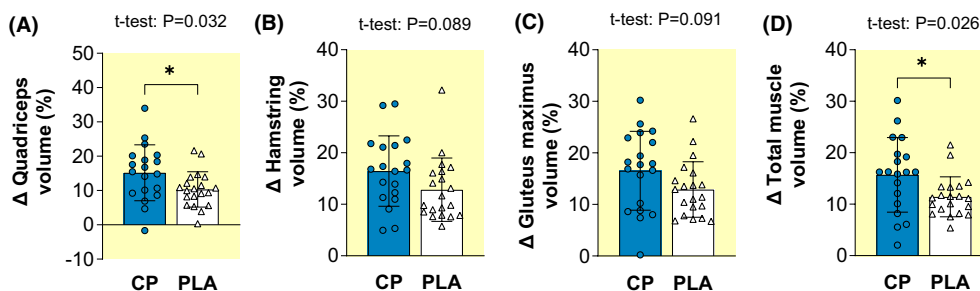 (A)
t-test: P=0.032
Δ Quadriceps
volume (%)
50
40
30
20
10
0
-10
*
CP PLA
(B)
t-test: P=0.089
Δ Hamstring
volume (%)
40
30
20
10
0
CP PLA
(C)
t-test: P=0.091
Δ Gluteus maximus
volume (%)
40
30
20
10
0
CP PLA
(D)
t-test: P=0.026
Δ Total muscle
volume (%)
40
30
20
10
0
*
CP PLA